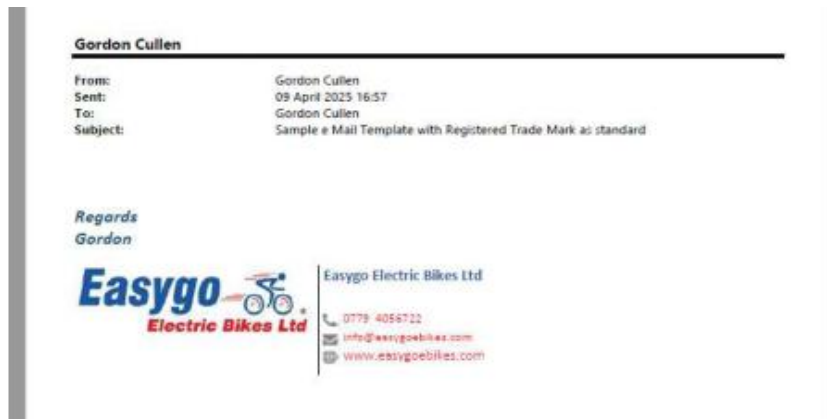 Gordon Cullen
From: Gordon Cullen
Sent: 09 April 2025 16:57
To: Gordon Cullen
Subject: Sample e Mail Template with Registered Trade Mark as standard
Regards
Gordon
Easygo
Electric Bikes Ltd
Easygo Electric Bikes Ltd
0779 4056722
info@easygoebikes.com
www.easygoebikes.com